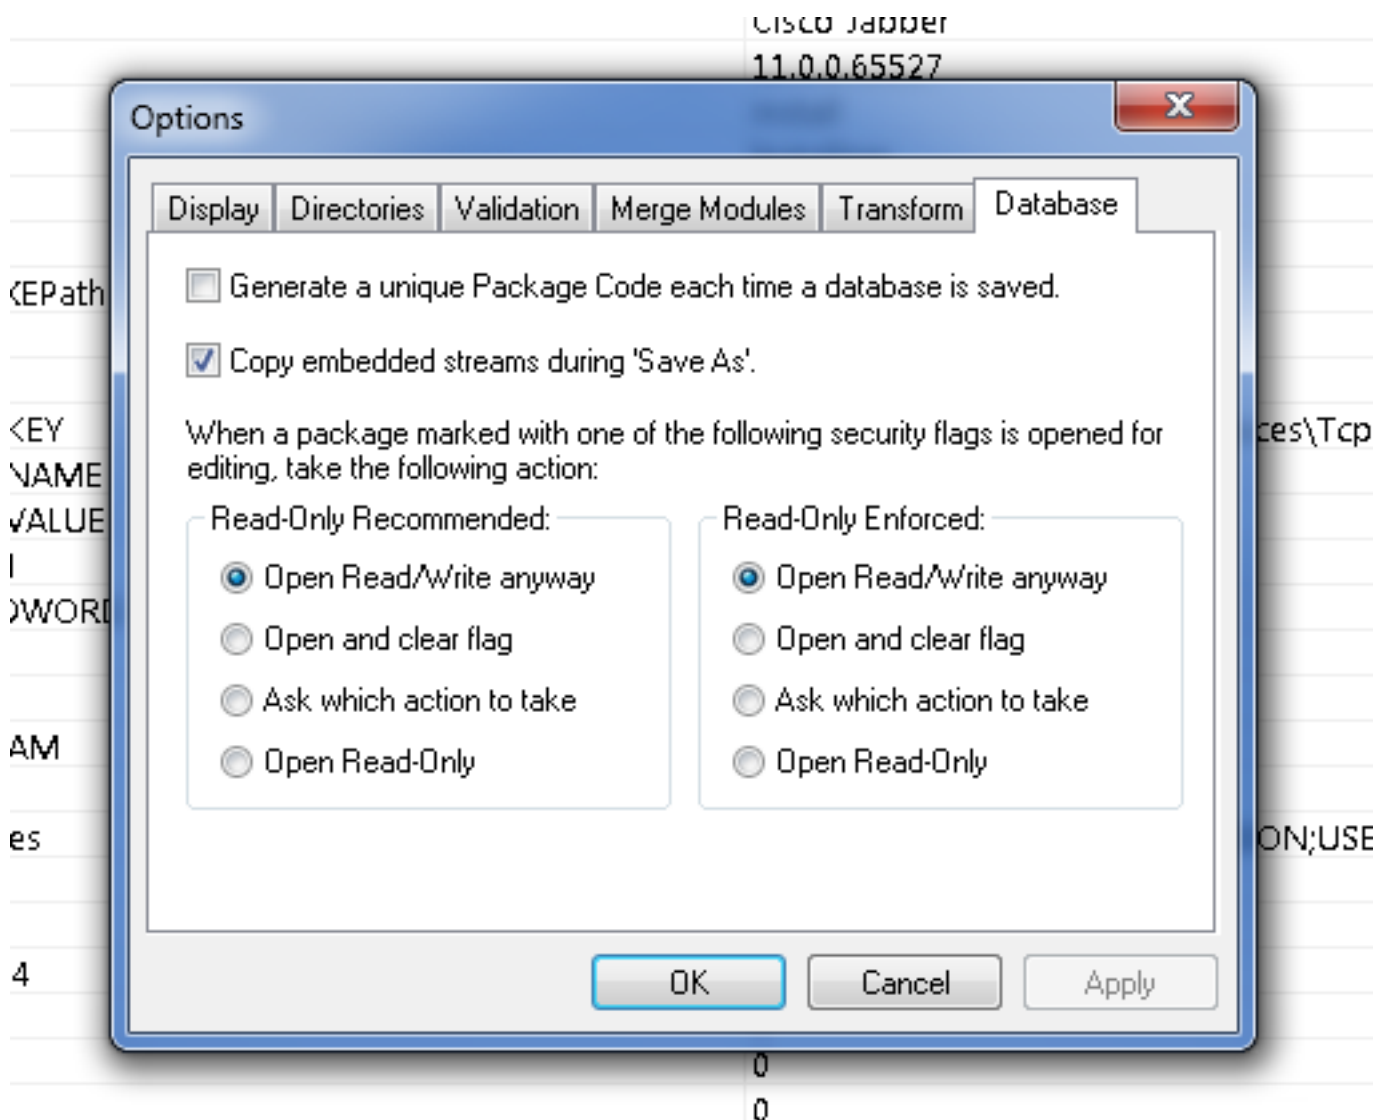 Cisco Jabber
11.0.0.65527
Options
Display Directories Validation Merge Modules Transform Database
Generate a unique Package Code each time a database is saved.
KEPath
Copy embedded streams during 'Save As'.
KEY
ces\Tcp
When a package marked with one of the following security flags is opened for
NAME
editing, take the following action:
VALUE
Read-Only Recommended: Read-Only Enforced:
Open Read/Write anyway Open Read/Write anyway
DWORD
Open and clear flag Open and clear flag
Ask which action to take Ask which action to take
AM
Open Read-Only Open Read-Only
es
ON;USE
4
OK Cancel Apply
0
0